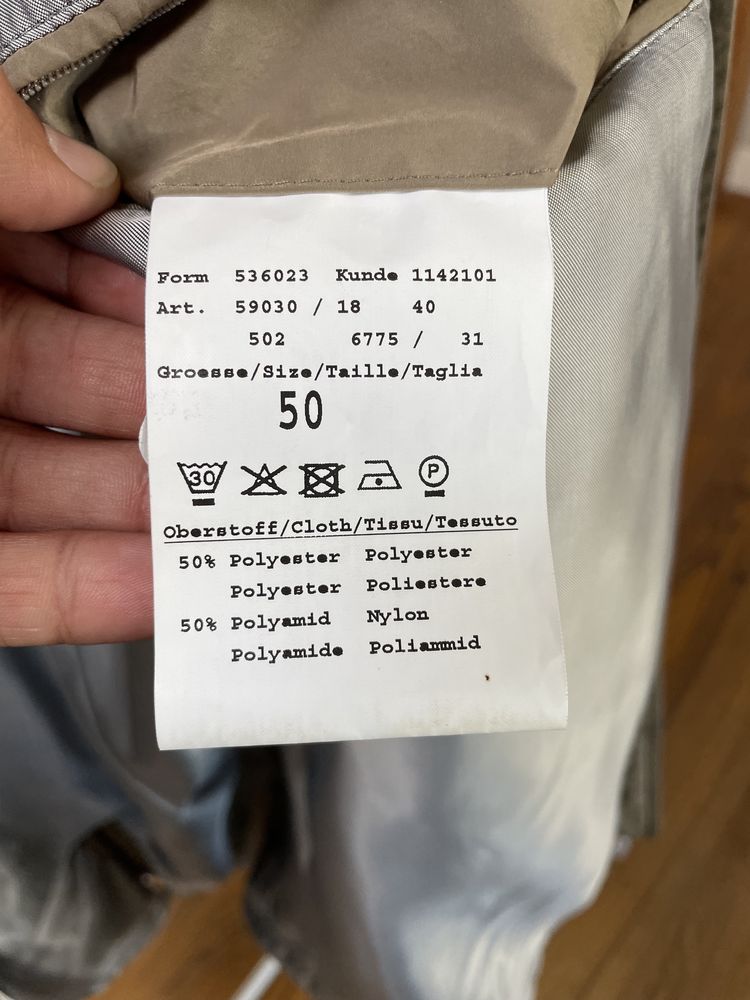 Form 536023 Kunde 1142101
Art. 59030 / 18 40
502 6775 / 31
Groesse/Size/Taille/Taglia
50
30 P
Oberstoff/Cloth/Tissu/Tessuto
50% Polyester Polyester
Polyester Poliestere
50% Polyamid Nylon
Polyamide Poliammid